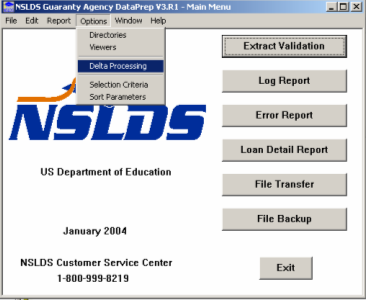 NSLDS Guaranty Agency DataPrep V3.R1 - Main Menu
File Edit Report Options Window Help
Directories
Viewers
Delta Processing
Selection Criteria
Sort Parameters
NSLDS
US Department of Education
January 2004
NSLDS Customer Service Center
1-800-999-8219
Extract Validation
Log Report
Error Report
Loan Detail Report
File Transfer
File Backup
Exit